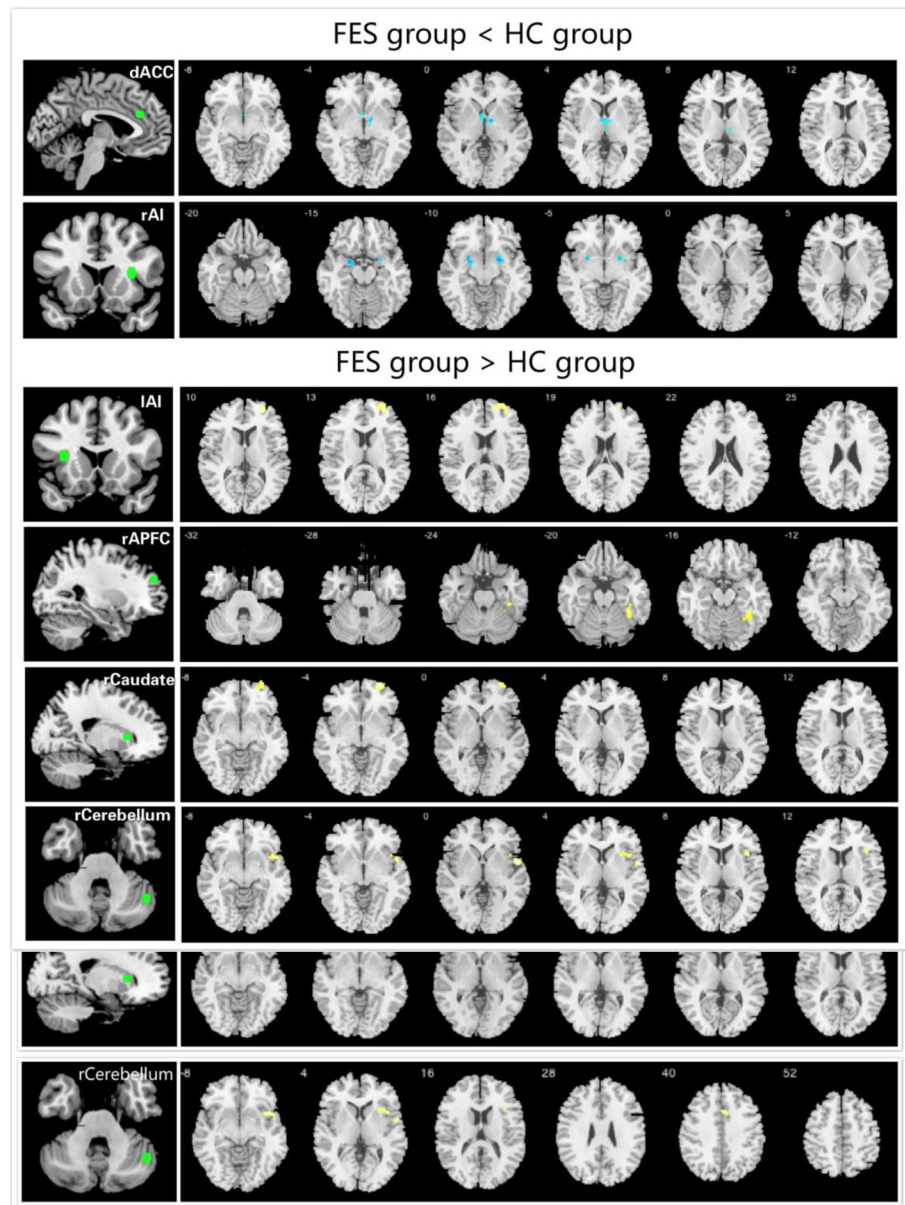 FES group < HC group
dACC
-8 -4 0 4 8 12
rAI
-20 -15 -10 -5 0 5
FES group > HC group
lAI
10 13 16 19 22 25
rAPFC
-32 -28 -24 -20 -16 -12
rCaudate
-8 -4 0 4 8 12
rCerebellum
-8 -4 0 4 8 12
rCerebellum
-8 4 16 28 40 52